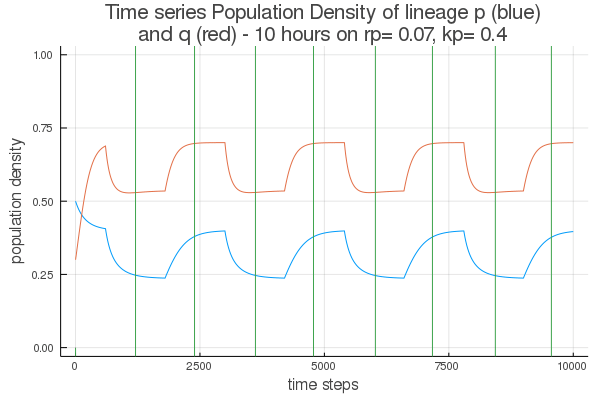 Time series Population Density of lineage p (blue)
and q (red) - 10 hours on rp= 0.07, kp= 0.4
1.00
0.75
0.50
0.25
0.00
population density
0 2500 5000 7500 10000
time steps